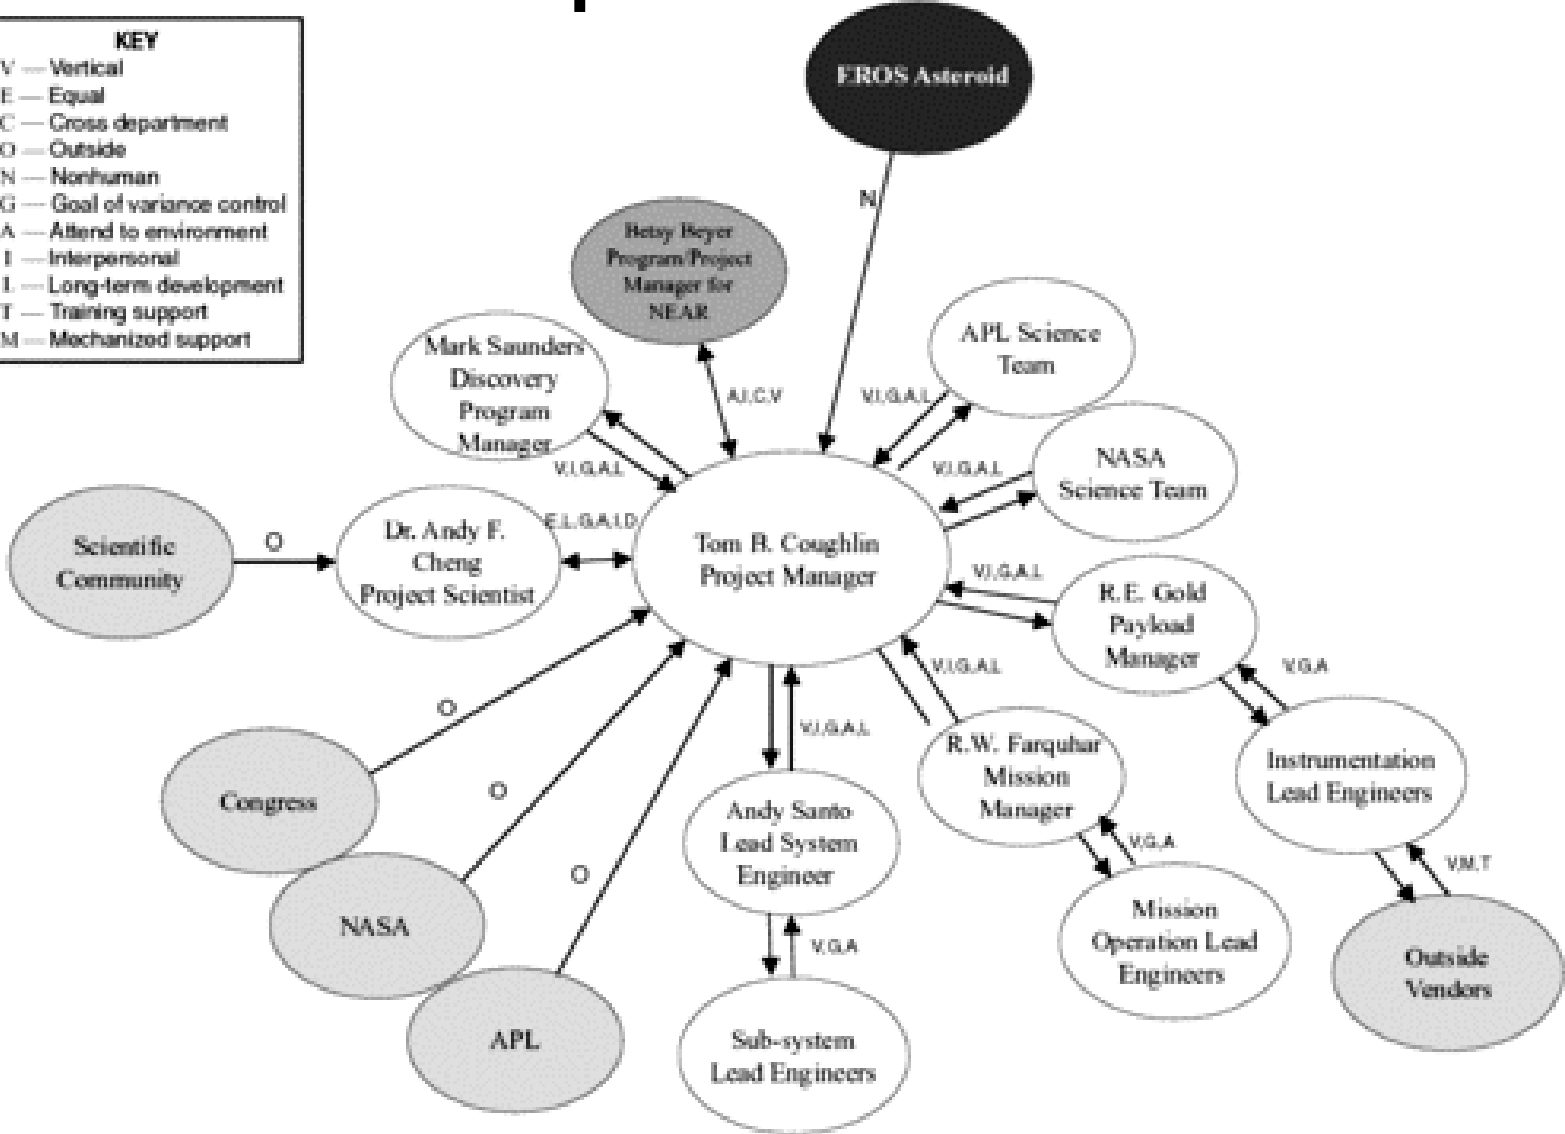 KEY
V — Vertical
E — Equal
C — Cross department
O — Outside
N — Nonhuman
G — Goal of variance control
A — Attend to environment
I — Interpersonal
L — Long-term development
T — Training support
M — Mechanized support
EROS Asteroid
N
Betsy Beyer
Program/Project
Manager for
NEAR
A,I,C,V
Mark Saunders
Discovery
Program
Manager
V,I,G,A,L
APL Science
Team
V,I,G,A,L
NASA
Science Team
V,I,G,A,L
Scientific
Community
O
Dr. Andy F.
Cheng
Project Scientist
E,L,G,A,I,D
Tom B. Coughlin
Project Manager
V,I,G,A,L
R.E. Gold
Payload
Manager
V,G,A
Instrumentation
Lead Engineers
V,M,T
Outside
Vendors
V,I,G,A,L
R.W. Farquhar
Mission
Manager
V,G,A
Mission
Operation Lead
Engineers
V,I,G,A,L
Andy Santo
Lead System
Engineer
V,G,A
Sub-system
Lead Engineers
O
Congress
O
NASA
O
APL